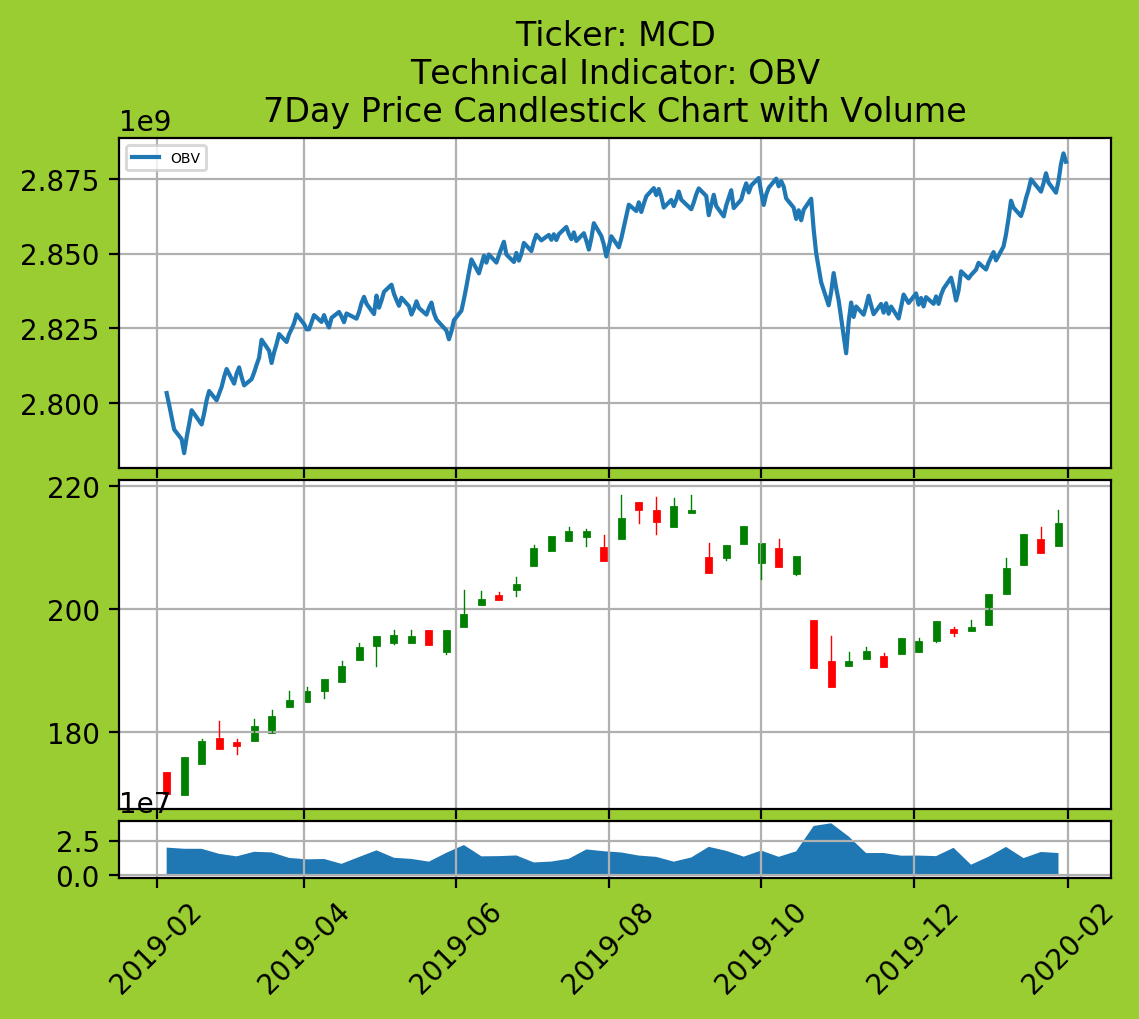 Ticker: MCD
Technical Indicator: OBV
7Day Price Candlestick Chart with Volume
1e9
OBV
2.875
2.850
2.825
2.800
220
200
180
1e7
2.5
0.0
2019-02
2019-04
2019-06
2019-08
2019-10
2019-12
2020-02